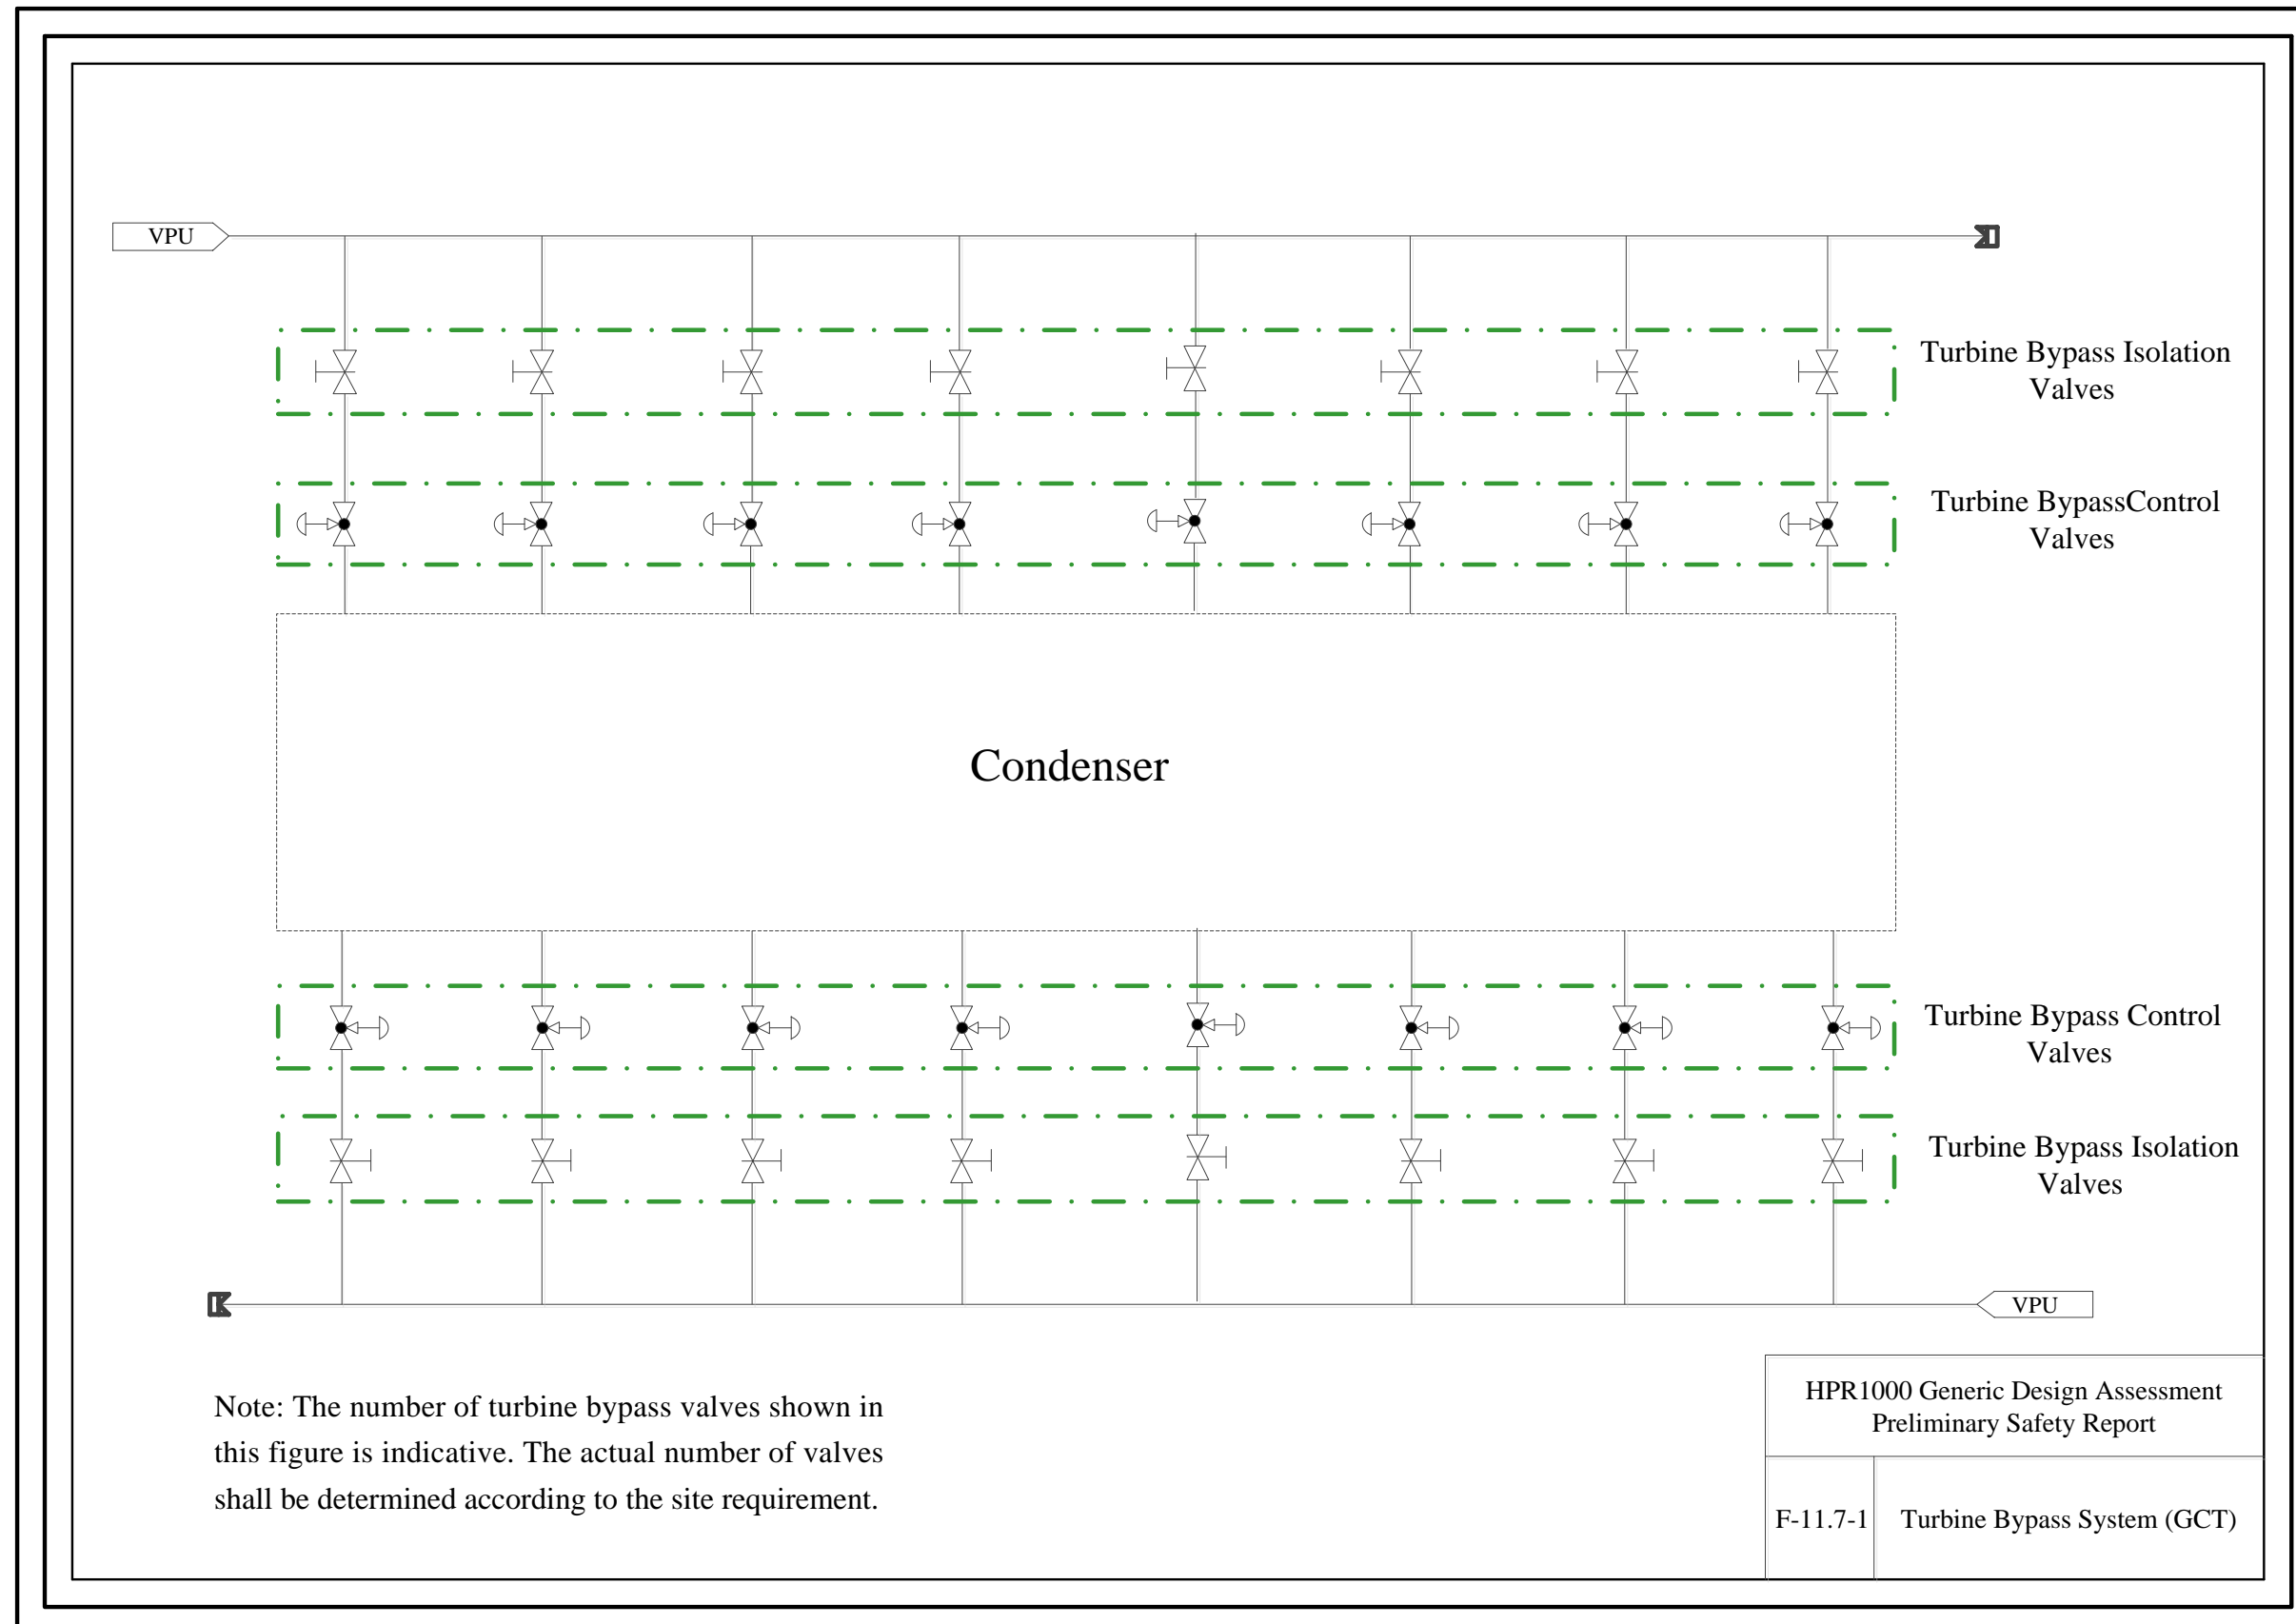 VPU
Turbine Bypass Isolation
Valves
Turbine BypassControl
Valves
Condenser
Turbine Bypass Control
Valves
Turbine Bypass Isolation
Valves
VPU
Note: The number of turbine bypass valves shown in
this figure is indicative. The actual number of valves
shall be determined according to the site requirement.
HPR1000 Generic Design Assessment
Preliminary Safety Report
F-11.7-1
Turbine Bypass System (GCT)